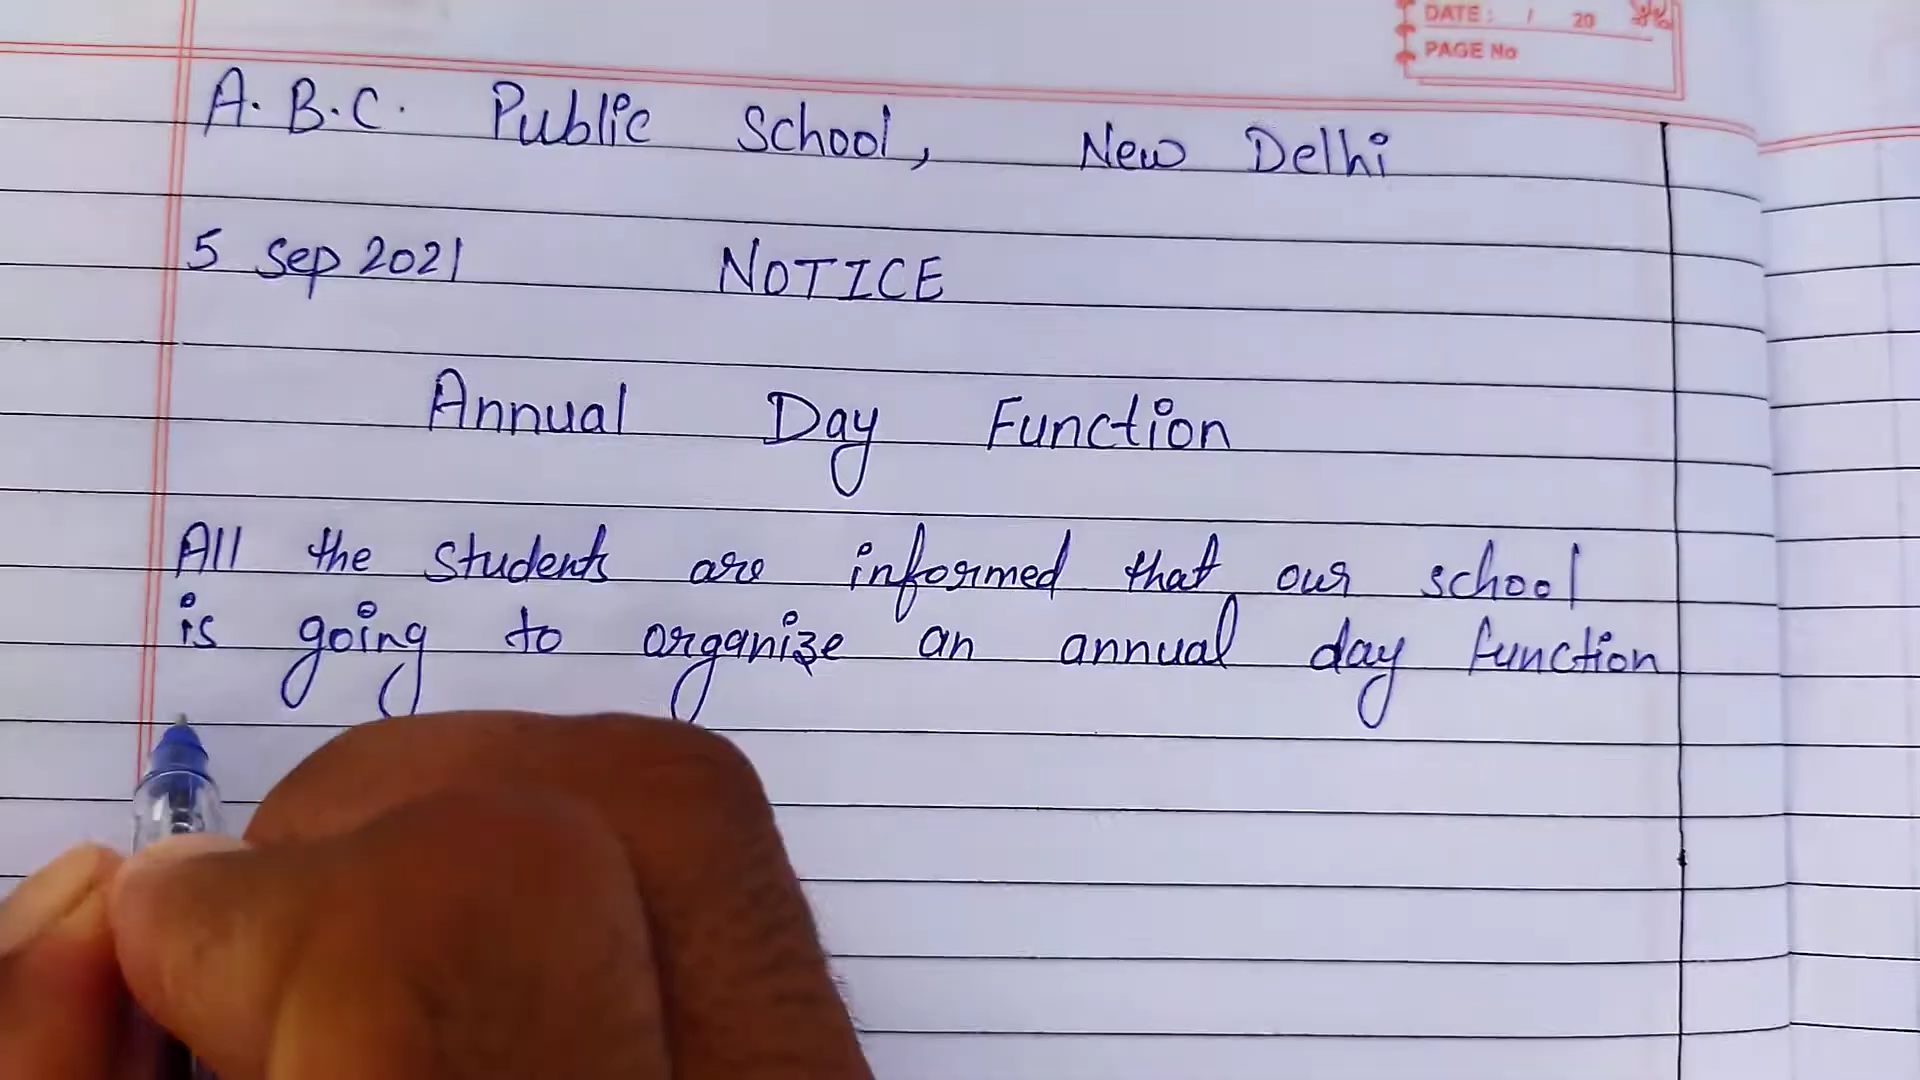 DATE: / 20
PAGE No
A. B.C. Public School, New Delhi
5 Sep 2021 NOTICE
Annual Day Function
All the students are informed that our school
is going to organize an annual day function